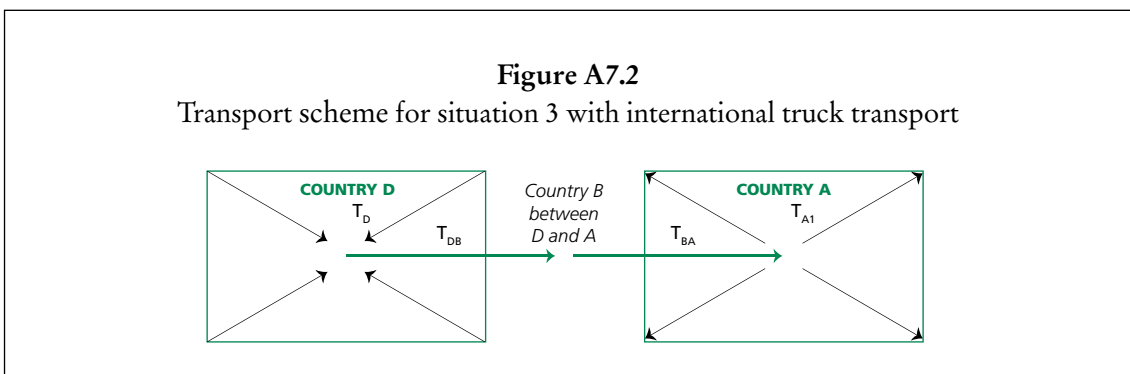 Figure A7.2
Transport scheme for situation 3 with international truck transport
COUNTRY D
T_D
T_DB
Country B
between
D and A
COUNTRY A
T_A1
T_BA